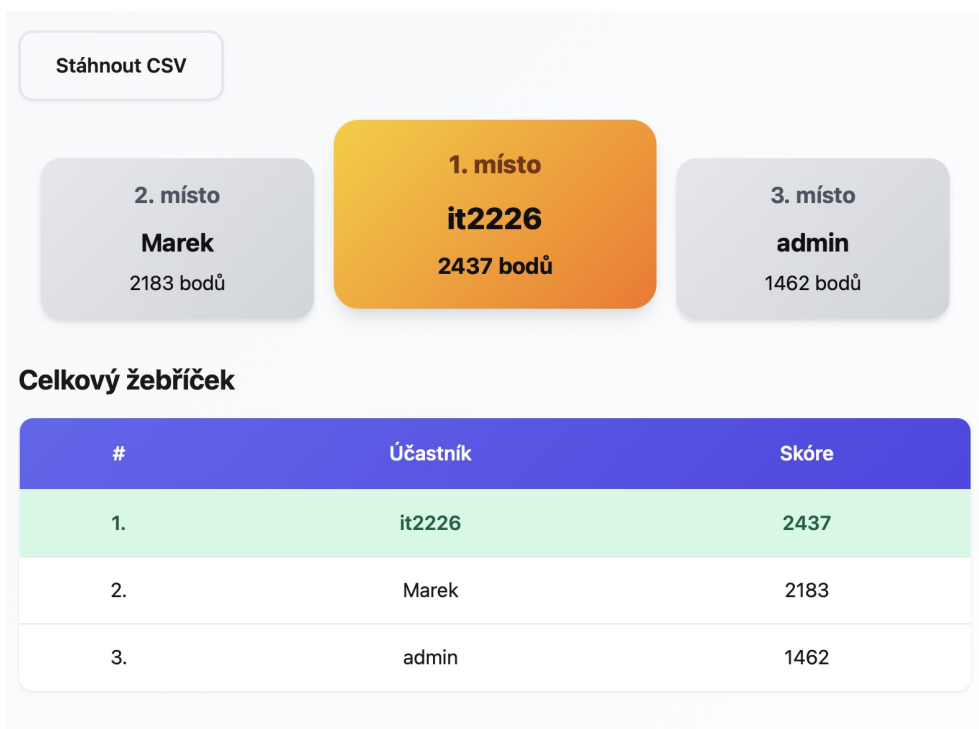 Stáhnout CSV
2. místo
Marek
2183 bodů
1. místo
it2226
2437 bodů
3. místo
admin
1462 bodů
Celkový žebříček
# Účastník Skóre
1. it2226 2437
2. Marek 2183
3. admin 1462